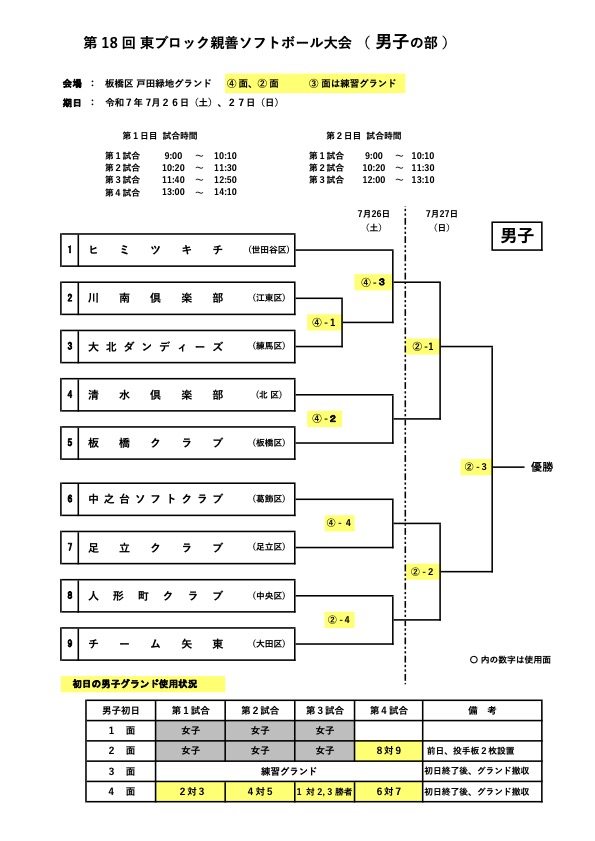 第 18 回 東ブロック親善ソフトボール大会 （ 男子の部 ）
会場 ： 板橋区 戸田緑地グランド ④ 面、② 面 ③ 面は練習グランド
期日 ： 令和７年 7月２６日（土）、２７日（日）
第１日目 試合時間 第２日目 試合時間
第１試合 9:00 ～ 10:10 第１試合 9:00 ～ 10:10
第２試合 10:20 ～ 11:30 第２試合 10:20 ～ 11:30
第３試合 11:40 ～ 12:50 第３試合 12:00 ～ 13:10
第４試合 13:00 ～ 14:10
7月26日 7月27日
（土） （日）
男子
1 ヒミツキチ （世田谷区）
④ - 3
2 川南倶楽部 （江東区）
④ - 1
3 大北ダンディーズ （練馬区）
② -1
4 清水倶楽部 （北 区）
④ - 2
5 板橋クラブ （板橋区）
② - 3 優勝
6 中之台ソフトクラブ （葛飾区）
④ - 4
7 足立クラブ （足立区）
② - 2
8 人形町クラブ （中央区）
② - 4
9 チーム矢東 （大田区）
〇 内の数字は使用面
初日の男子グランド使用状況
男子初日 第１試合 第２試合 第３試合 第４試合 備　考
1　面 女子 女子 女子
2　面 女子 女子 女子 ８対９ 前日、投手板２枚設置
3　面 練習グランド 初日終了後、グランド撤収
4　面 ２対３ ４対５ 1 対２,３勝者 ６対７ 初日終了後、グランド撤収